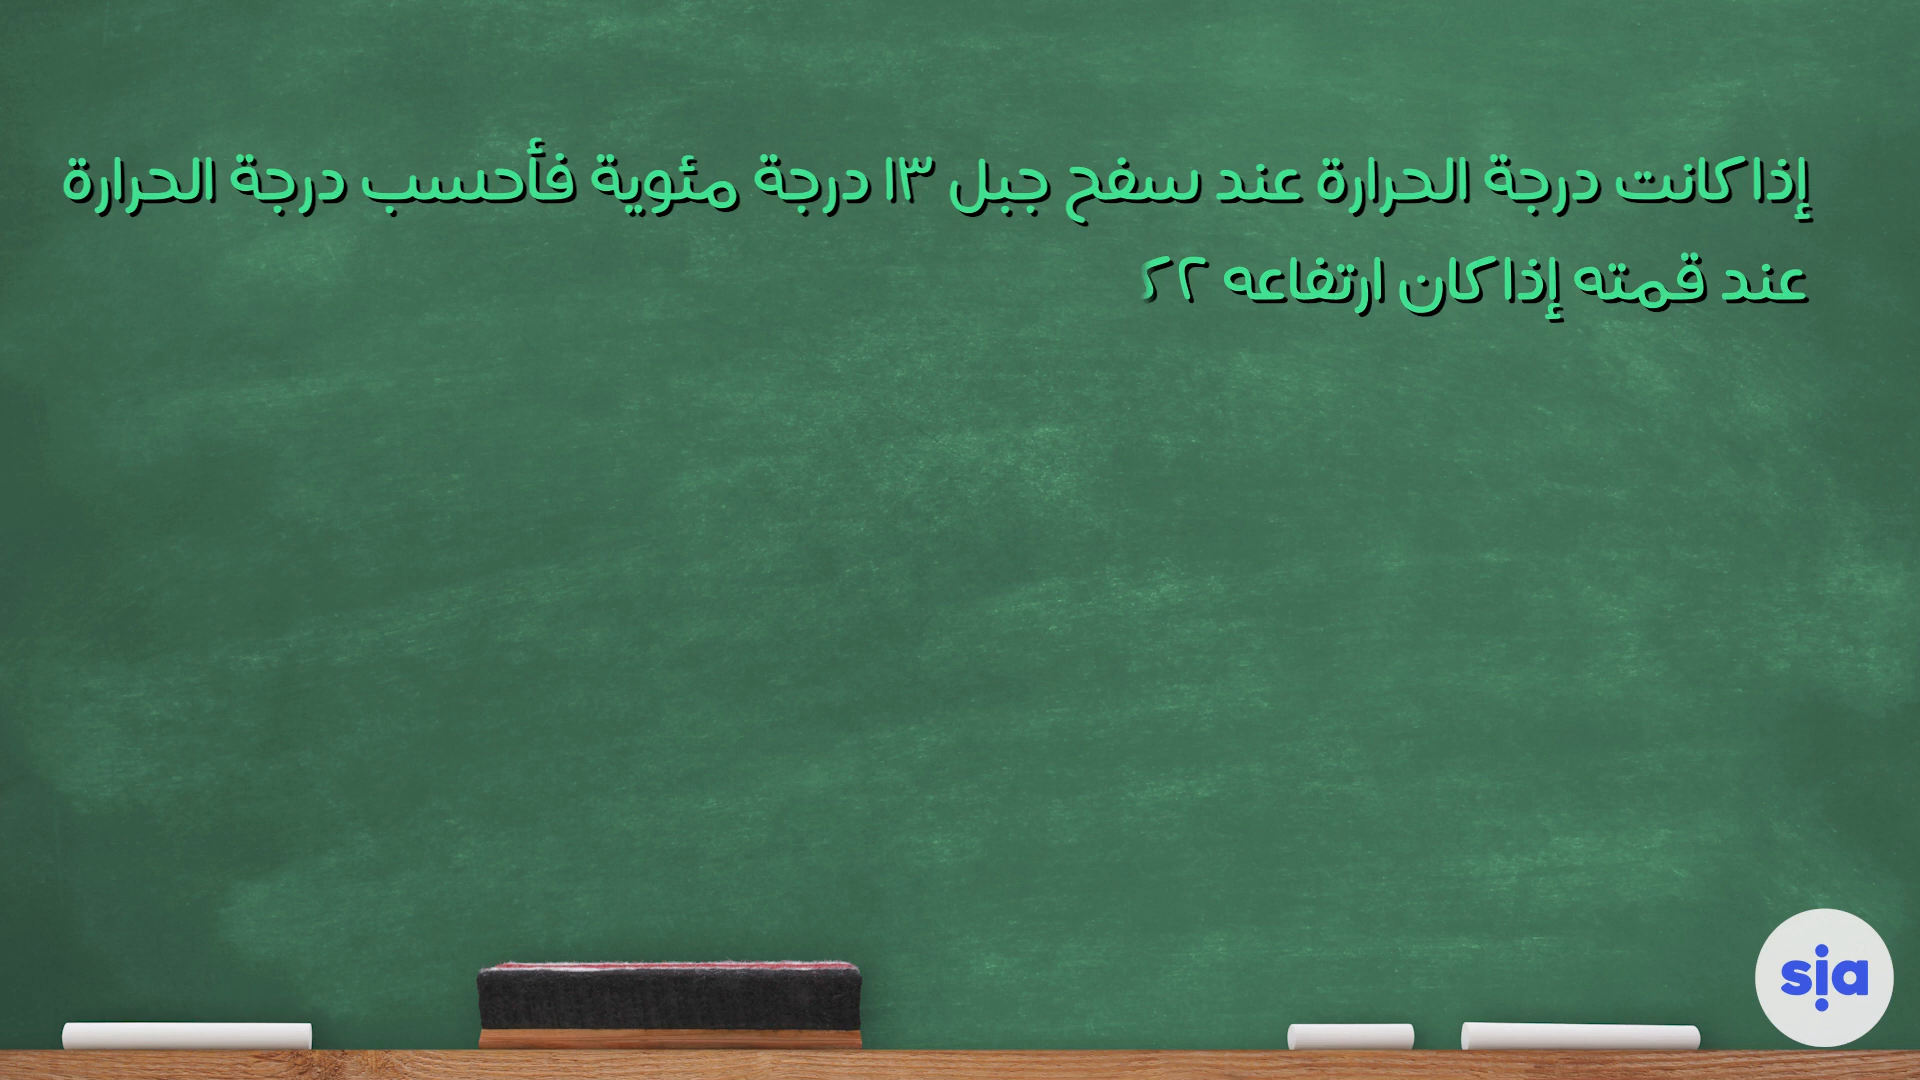 إذا كانت درجة الحرارة عند سفح جبل ١٣ درجة مئوية فأحسب درجة الحرارة
عند قمته إذا كان ارتفاعه ٢
sia